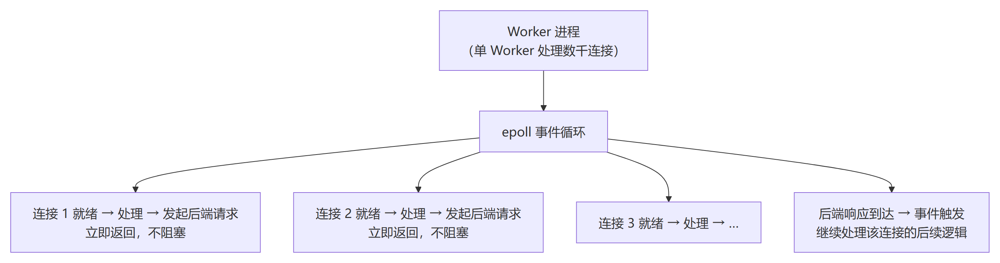 Worker 进程
（单 Worker 处理数千连接）
epoll 事件循环
连接 1 就绪 → 处理 → 发起后端请求
立即返回，不阻塞
连接 2 就绪 → 处理 → 发起后端请求
立即返回，不阻塞
连接 3 就绪 → 处理 → ...
后端响应到达 → 事件触发
继续处理该连接的后续逻辑